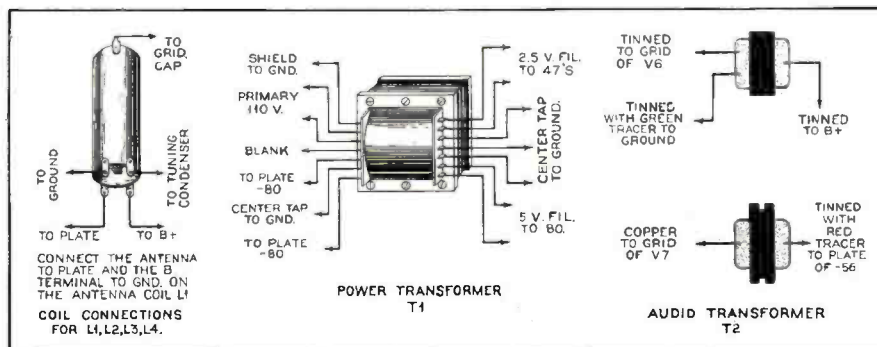 TO
GRID.
CAP
TO
GROUND
TO TUNING
CONDENSER
TO PLATE
TO B+
CONNECT THE ANTENNA
TO PLATE AND THE B
TERMINAL TO GND. ON
THE ANTENNA COIL L1
COIL CONNECTIONS
FOR L1,L2,L3,L4.
SHIELD
TO GND.
PRIMARY
110 V.
BLANK
TO PLATE
-80
CENTER TAP
TO GND.
TO PLATE
-80
2.5 V. FIL.
TO 47'S
CENTER TAP
TO GROUND.
5 V. FIL.
TO 80.
POWER TRANSFORMER
T1
TINNED
TO GRID
OF V6
TINNED
WITH GREEN
TRACER TO
GROUND
TINNED
TO B+
COPPER
TO GRID
OF V7
TINNED
WITH
RED
TRACER
TO PLATE
OF -56
AUDIO TRANSFORMER
T2